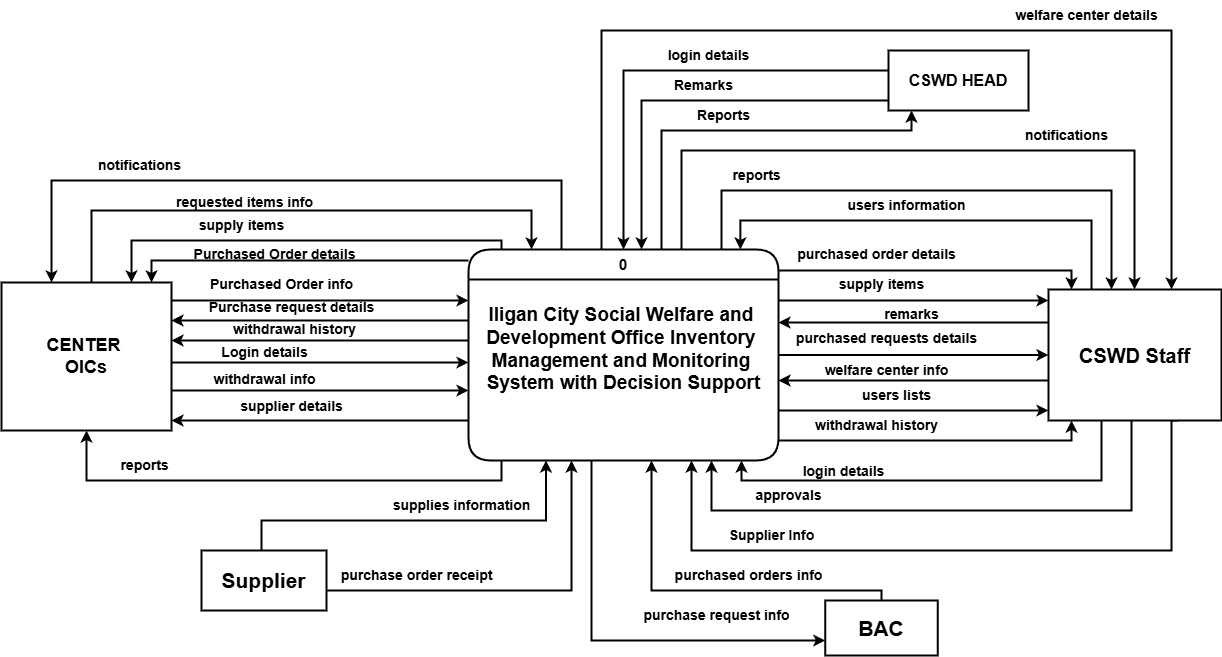 welfare center details
login details
CSWD HEAD
Remarks
Reports
notifications
notifications
reports
requested items info
users information
supply items
Purchased Order details
0
purchased order details
Purchased Order info
supply items
Purchase request details
Iligan City Social Welfare and
Development Office Inventory
Management and Monitoring
System with Decision Support
remarks
withdrawal history
purchased requests details
CENTER
OICs
CSWD Staff
Login details
welfare center info
withdrawal info
users lists
supplier details
withdrawal history
reports
login details
supplies information
approvals
Supplier Info
Supplier
purchase order receipt
purchased orders info
purchase request info
BAC